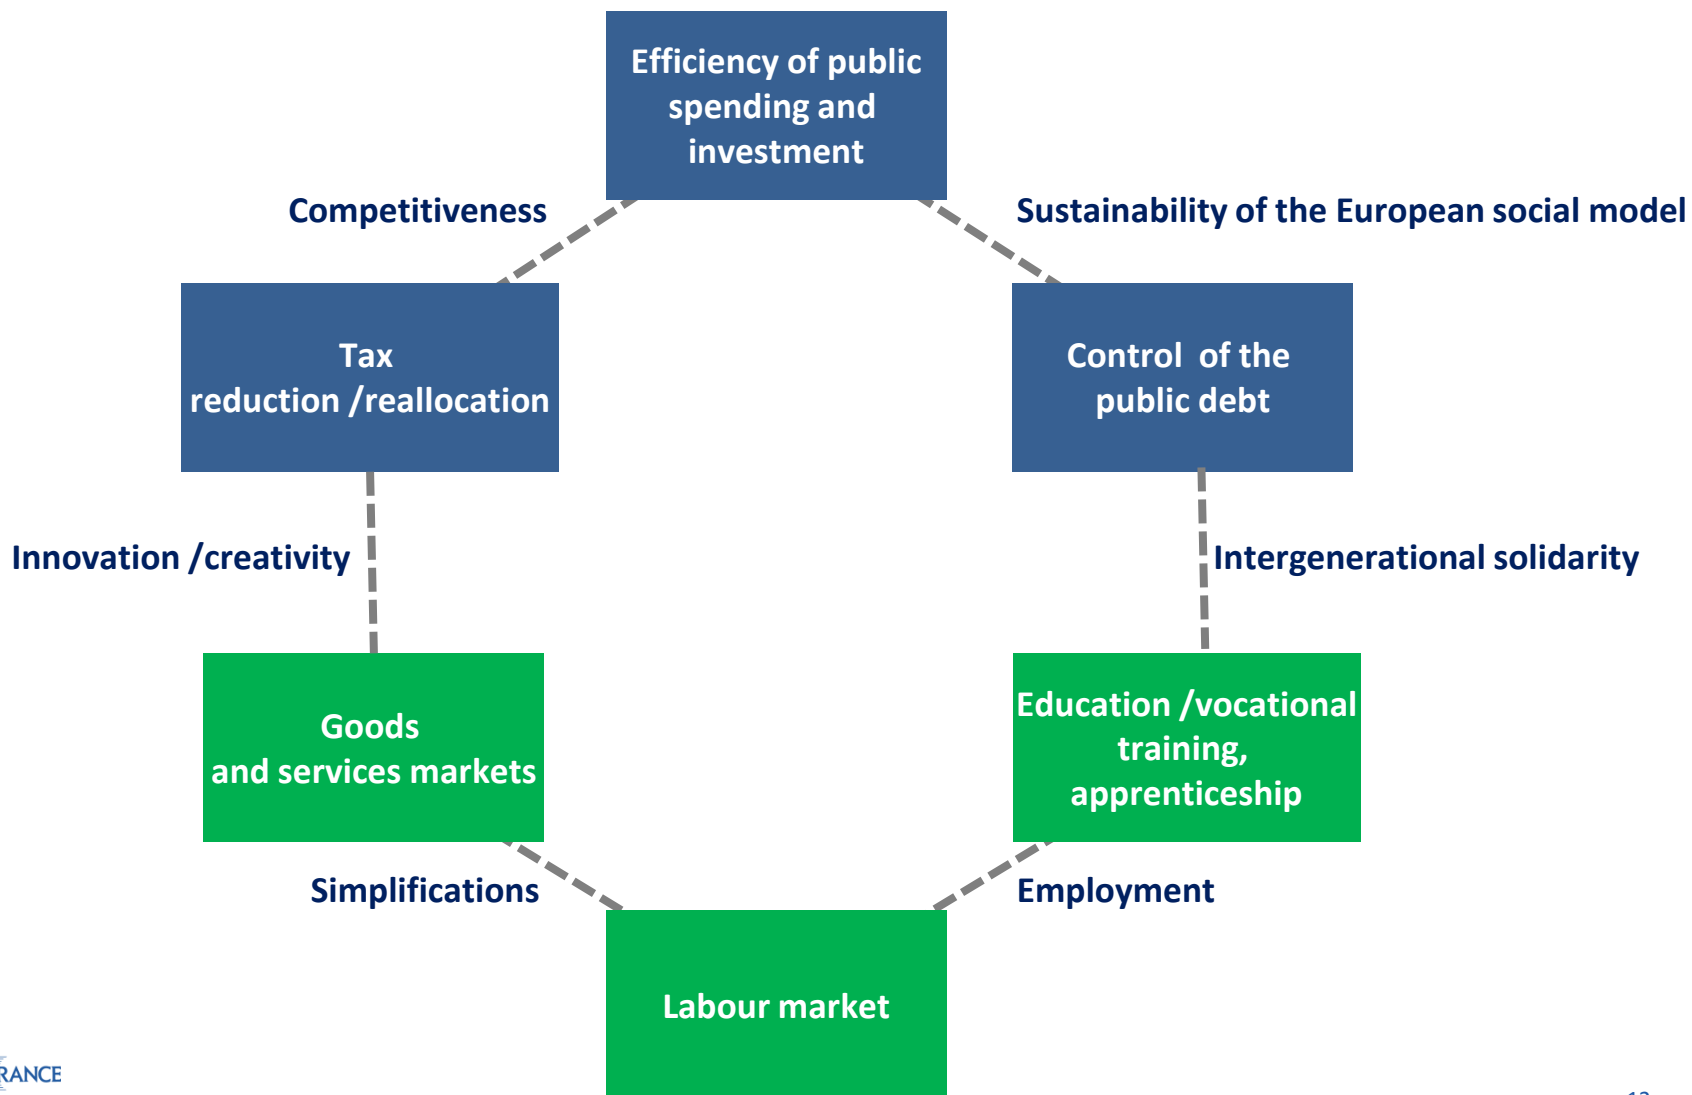 Efficiency of public
spending and
investment
Competitiveness
Sustainability of the European social model
Tax
reduction /reallocation
Control of the
public debt
Innovation /creativity
Intergenerational solidarity
Goods
and services markets
Education /vocational
training,
apprenticeship
Simplifications
Employment
Labour market